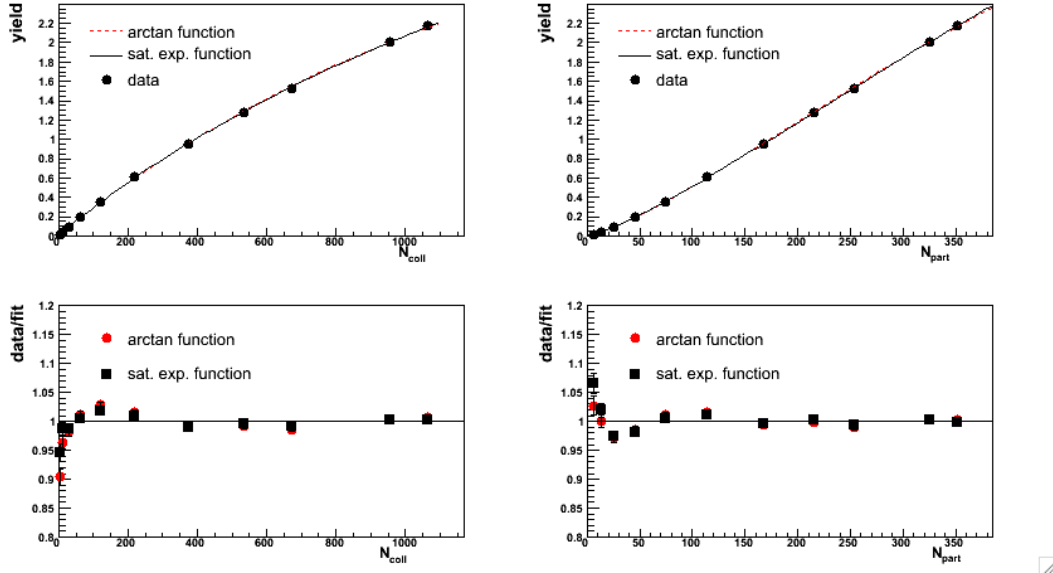 yield
2.2
2
1.8
1.6
1.4
1.2
1
0.8
0.6
0.4
0.2
0
arctan function
sat. exp. function
data
0 200 400 600 800 1000
N_coll
yield
2.2
2
1.8
1.6
1.4
1.2
1
0.8
0.6
0.4
0.2
0
arctan function
sat. exp. function
data
0 50 100 150 200 250 300 350
N_part
data/fit
1.2
1.15
1.1
1.05
1
0.95
0.9
0.85
0.8
arctan function
sat. exp. function
0 200 400 600 800 1000
N_coll
data/fit
1.2
1.15
1.1
1.05
1
0.95
0.9
0.85
0.8
arctan function
sat. exp. function
0 50 100 150 200 250 300 350
N_part